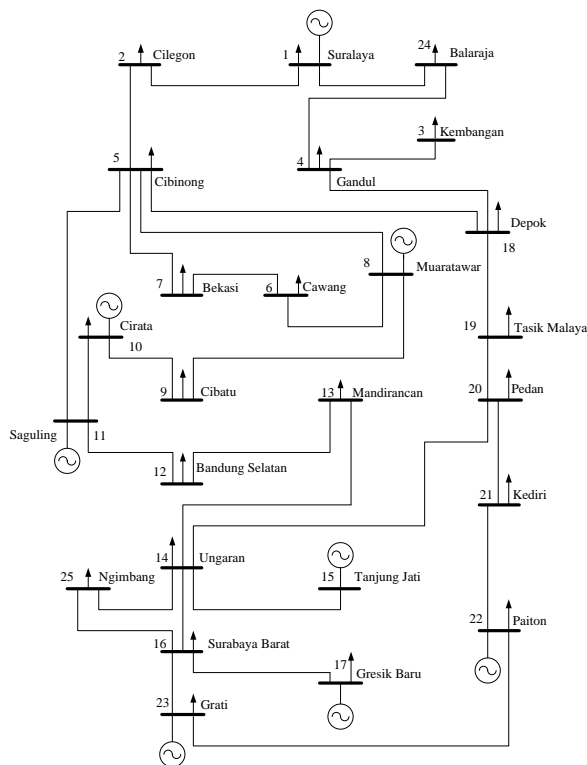 24
2
Cilegon
1
Suralaya
Balaraja
3
Kembangan
5
Cibinong
4
Gandul
Depok
18
8
Muaratawar
7
Bekasi
6
Cawang
Cirata
10
19
Tasik Malaya
9
Cibatu
13
Mandirancan
20
Pedan
Saguling
11
12
Bandung Selatan
21
Kediri
14
Ungaran
25
Ngimbang
15
Tanjung Jati
22
Paiton
16
Surabaya Barat
17
Gresik Baru
23
Grati